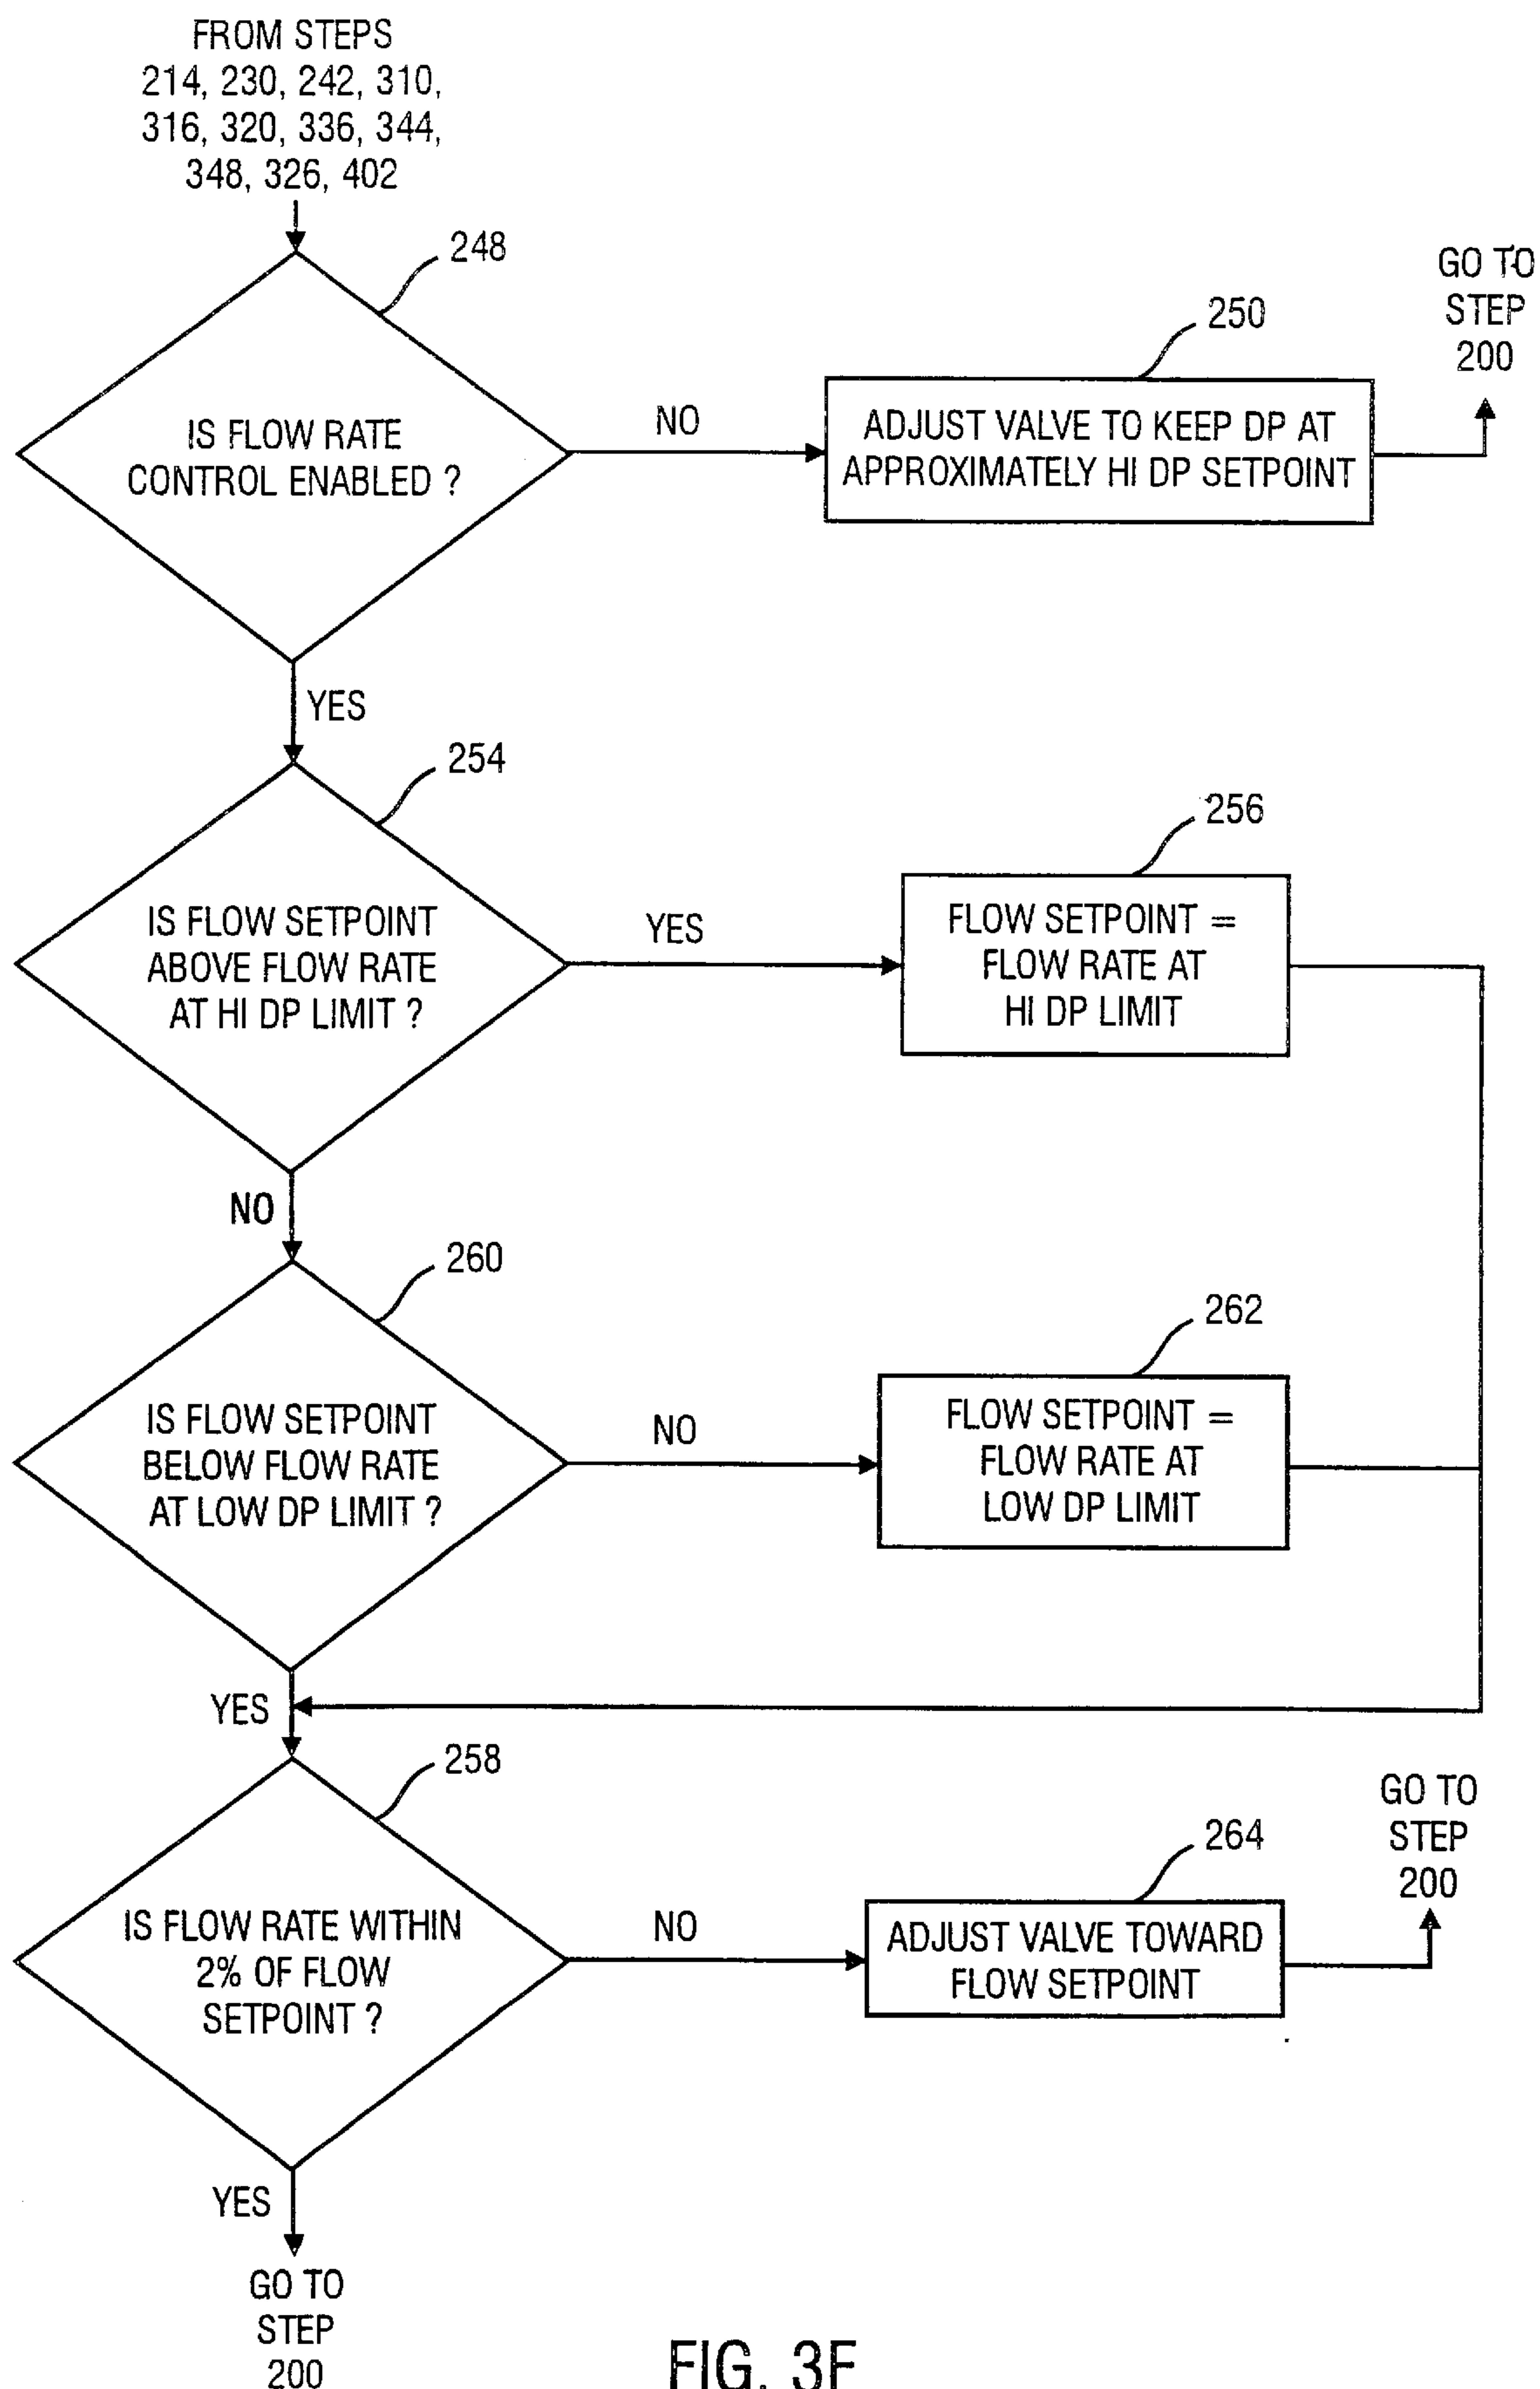 FROM STEPS
214, 230, 242, 310,
316, 320, 336, 344,
348, 326, 402
248
IS FLOW RATE
CONTROL ENABLED ?
NO
250
ADJUST VALVE TO KEEP DP AT
APPROXIMATELY HI DP SETPOINT
GO TO
STEP
200
YES
254
IS FLOW SETPOINT
ABOVE FLOW RATE
AT HI DP LIMIT ?
YES
256
FLOW SETPOINT =
FLOW RATE AT
HI DP LIMIT
NO
260
IS FLOW SETPOINT
BELOW FLOW RATE
AT LOW DP LIMIT ?
NO
262
FLOW SETPOINT =
FLOW RATE AT
LOW DP LIMIT
YES
258
IS FLOW RATE WITHIN
2% OF FLOW
SETPOINT ?
NO
264
ADJUST VALVE TOWARD
FLOW SETPOINT
GO TO
STEP
200
YES
GO TO
STEP
200
FIG. 3F